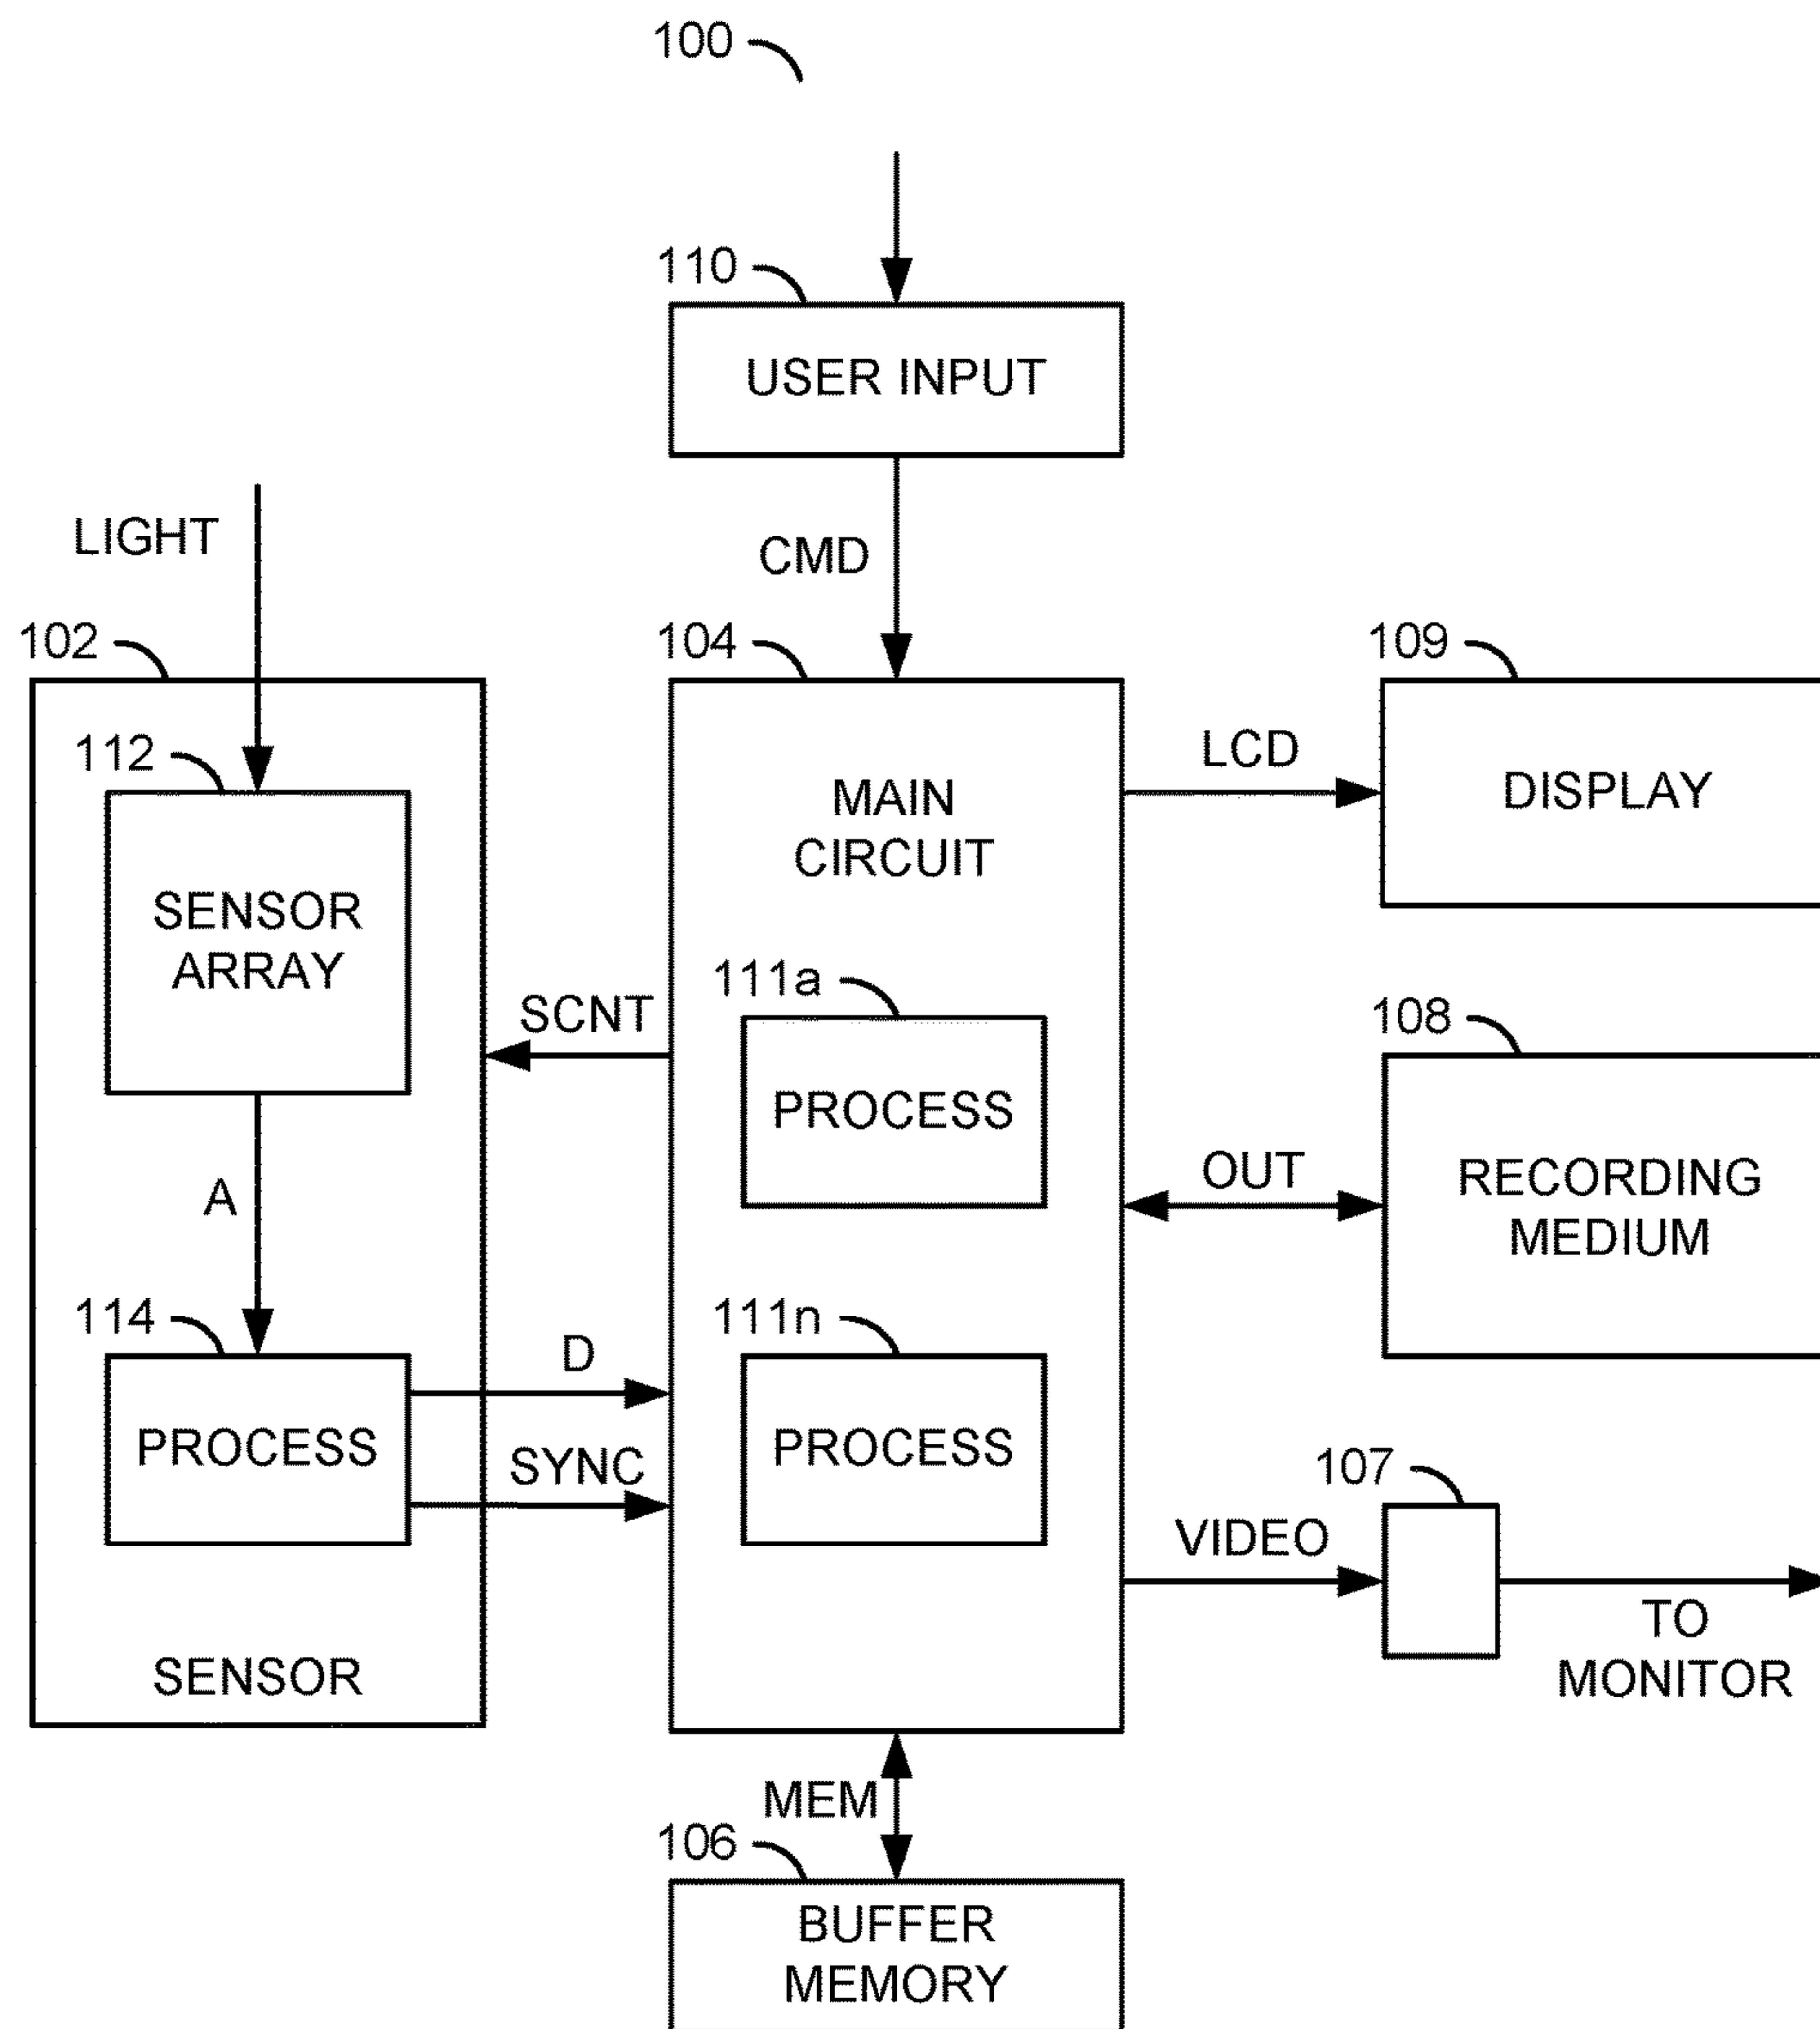 100
110
USER INPUT
LIGHT
CMD
102
104
109
112
MAIN
CIRCUIT
LCD
DISPLAY
SENSOR
ARRAY
111a
SCNT
PROCESS
108
OUT
RECORDING
MEDIUM
A
114
111n
D
PROCESS
SYNC
PROCESS
107
VIDEO
TO
MONITOR
SENSOR
MEM
106
BUFFER
MEMORY